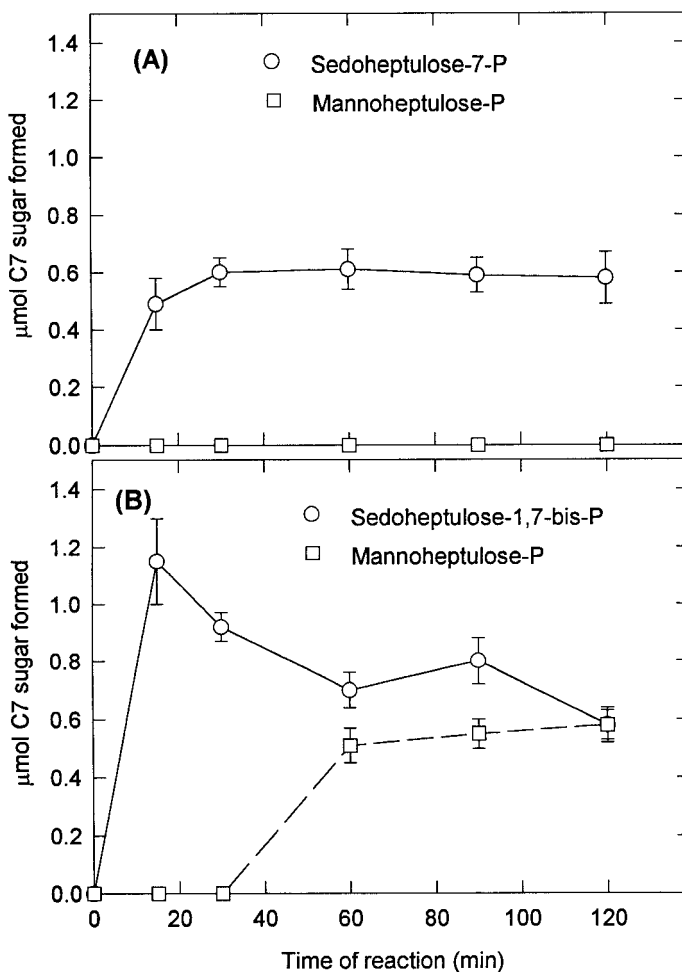 1.4
(A)
Sedoheptulose-7-P
1.2
Mannoheptulose-P
1.0
0.8
0.6
0.4
0.2
0.0
μmol C7 sugar formed
1.4
(B)
Sedoheptulose-1,7-bis-P
1.2
Mannoheptulose-P
1.0
0.8
0.6
0.4
0.2
0.0
μmol C7 sugar formed
0 20 40 60 80 100 120
Time of reaction (min)